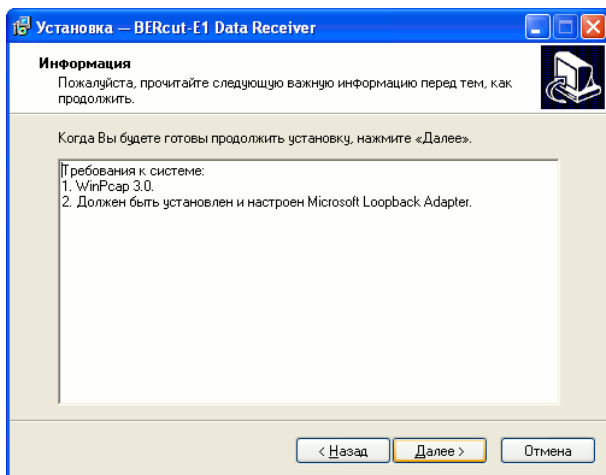 Установка — BERcut-E1 Data Receiver
Информация
Пожалуйста, прочитайте следующую важную информацию перед тем, как
продолжить.
Когда Вы будете готовы продолжить установку, нажмите «Далее».
Требования к системе:
1. WinPcap 3.0.
2. Должен быть установлен и настроен Microsoft Loopback Adapter.
< Назад Далее > Отмена